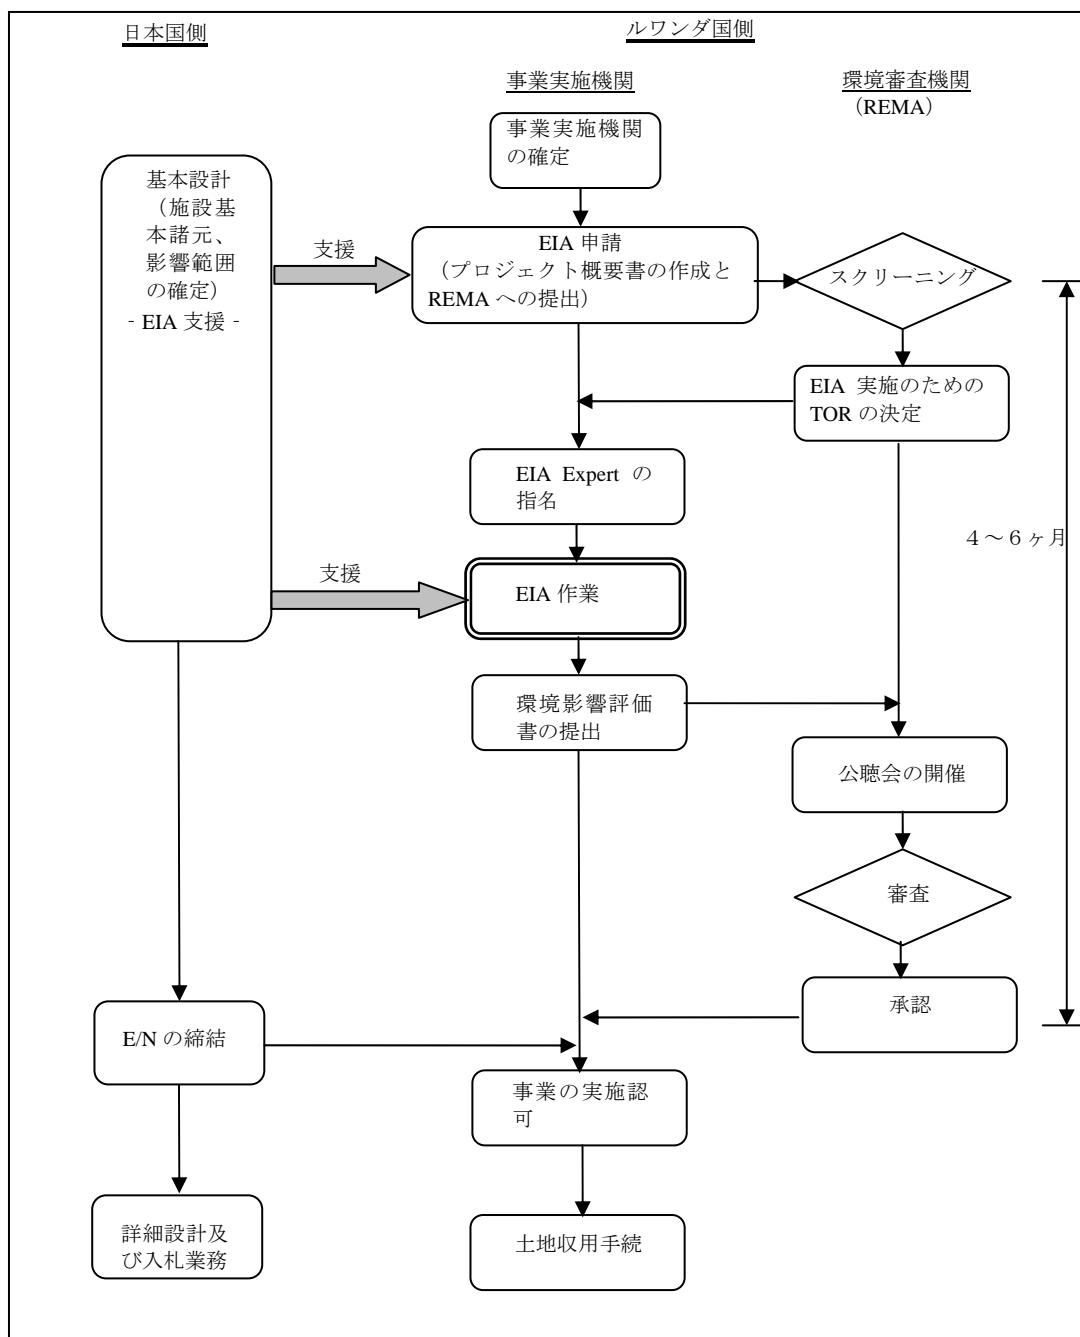 日本国側
ルワンダ国側
事業実施機関
環境審査機関
（REMA）
事業実施機関
の確定
基本設計
（施設基
本諸元、
影響範囲
の確定）
- EIA 支援 -
支援
EIA 申請
（プロジェクト概要書の作成と
REMA への提出）
スクリーニング
EIA 実施のための
TOR の決定
EIA Expert の
指名
4～6ヶ月
支援
EIA 作業
環境影響評価
書の提出
公聴会の開催
審査
承認
E/N の締結
事業の実施認
可
詳細設計及
び入札業務
土地収用手続